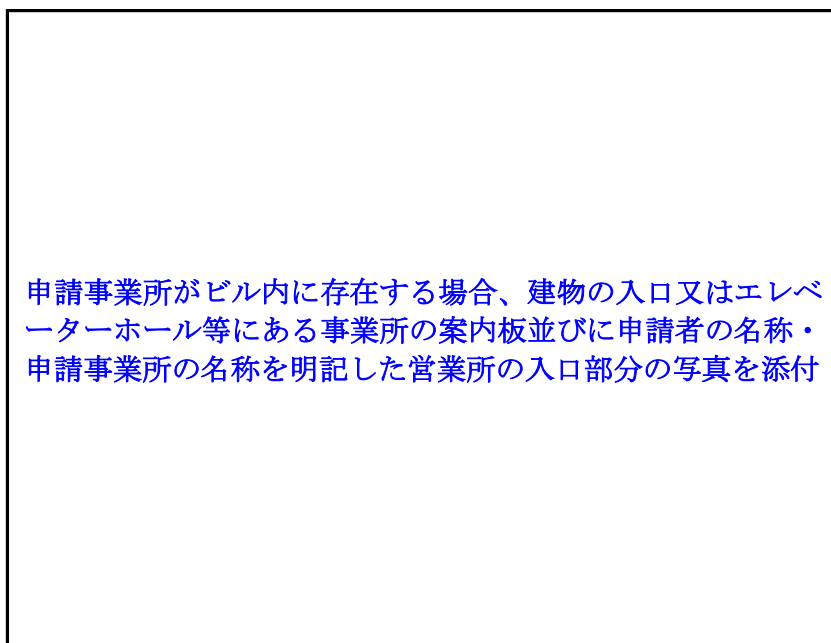 申請事業所がビル内に存在する場合、建物の入口又はエレベ
ーターホール等にある事業所の案内板並びに申請者の名称・
申請事業所の名称を明記した営業所の入口部分の写真を添付